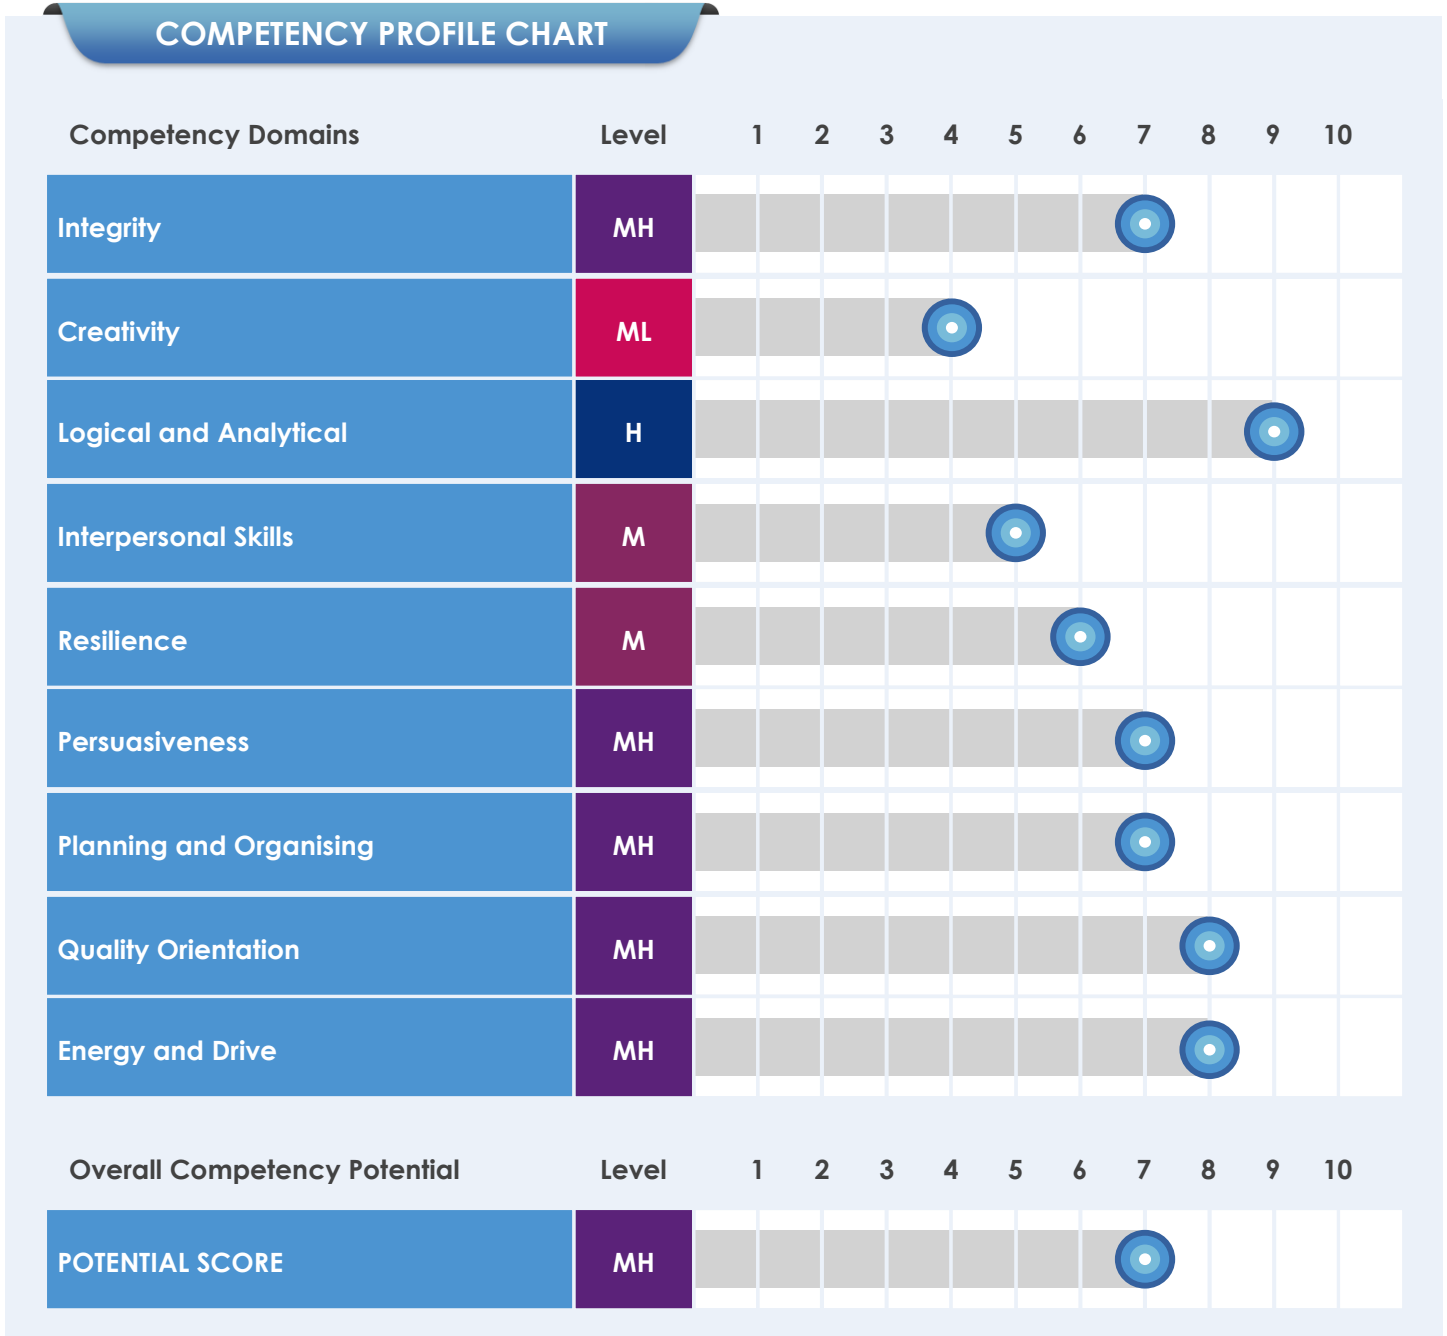 COMPETENCY PROFILE CHART
Competency Domains Level 1 2 3 4 5 6 7 8 9 10
Integrity MH
Creativity ML
Logical and Analytical H
Interpersonal Skills M
Resilience M
Persuasiveness MH
Planning and Organising MH
Quality Orientation MH
Energy and Drive MH
Overall Competency Potential Level 1 2 3 4 5 6 7 8 9 10
POTENTIAL SCORE MH